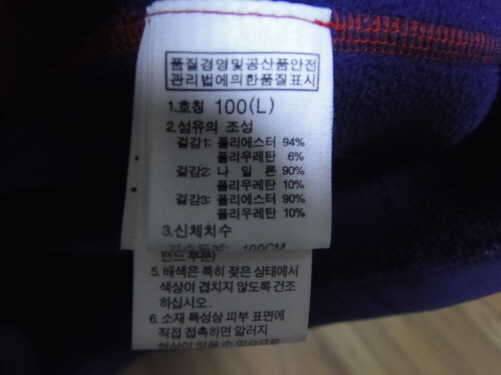 품질경영및공산품안전
관리법에의한품질표시
1.호칭 100(L)
2.섬유의 조성
겉감1: 폴리에스터 94%
폴리우레탄 6%
겉감2: 나 일 론 90%
폴리우레탄 10%
겉감3: 폴리에스터 90%
폴리우레탄 10%
3.신체치수
100CM
5. 배색은 특히 젖은 상태에서
색상이 겹치지 않도록 건조
하십시오.
6. 소재 특성상 피부 표면에
직접 접촉하면 알러지